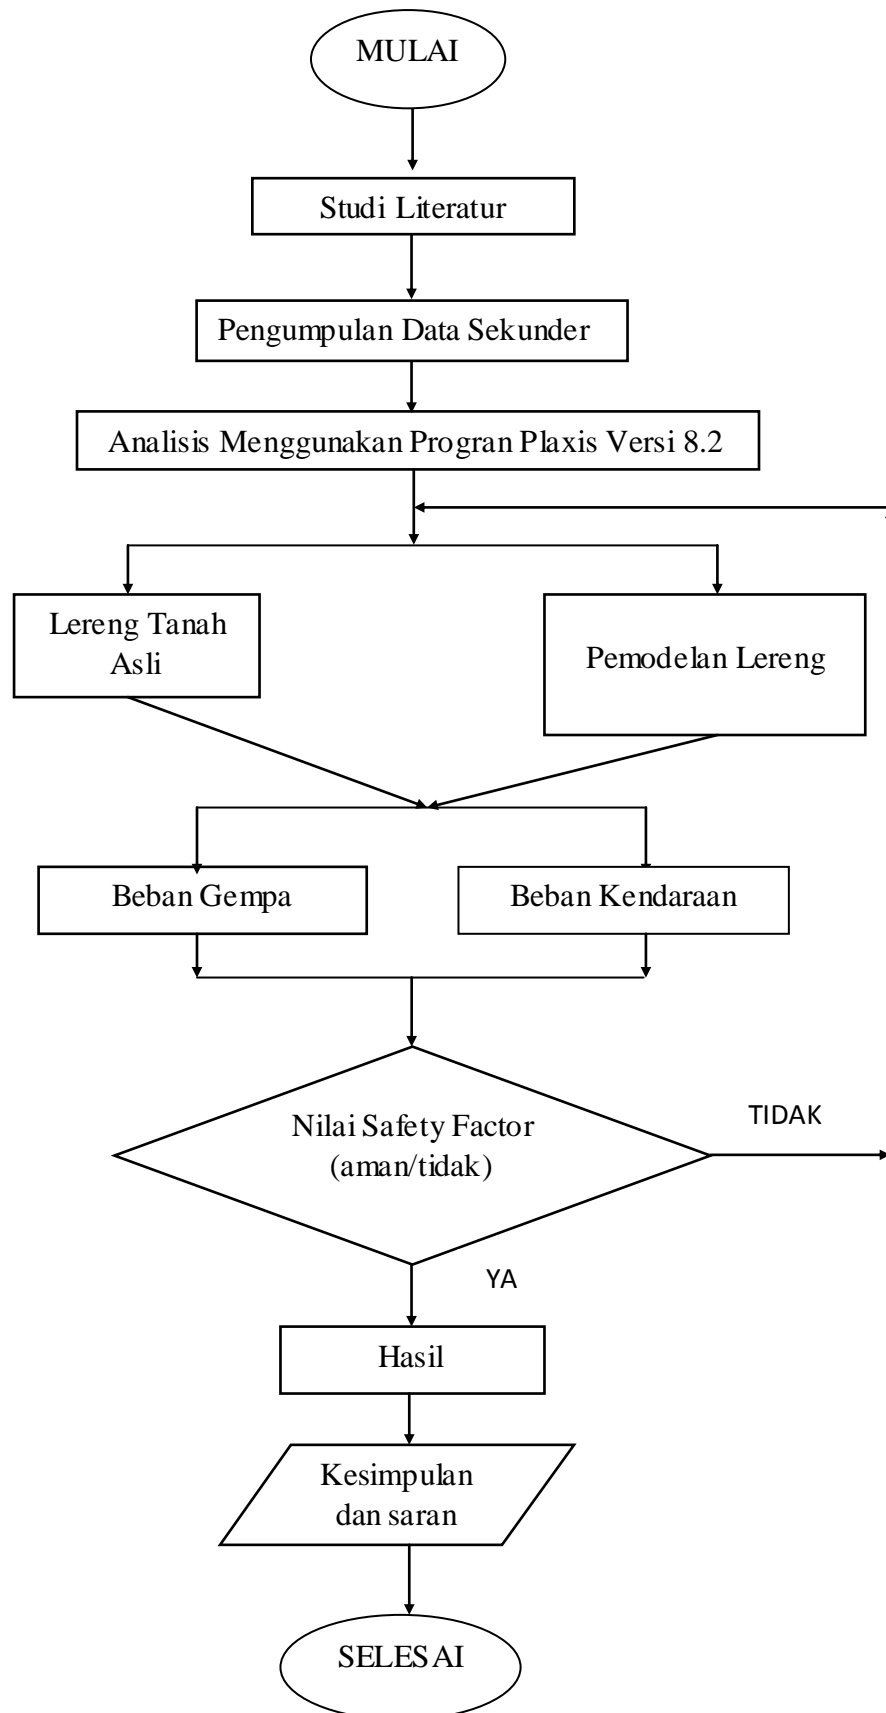 MULAI
Studi Literatur
Pengumpulan Data Sekunder
Analisis Menggunakan Progran Plaxis Versi 8.2
Lereng Tanah
Asli
Pemodelan Lereng
Beban Gempa
Beban Kendaraan
Nilai Safety Factor
(aman/tidak)
TIDAK
YA
Hasil
Kesimpulan
dan saran
SELESAI